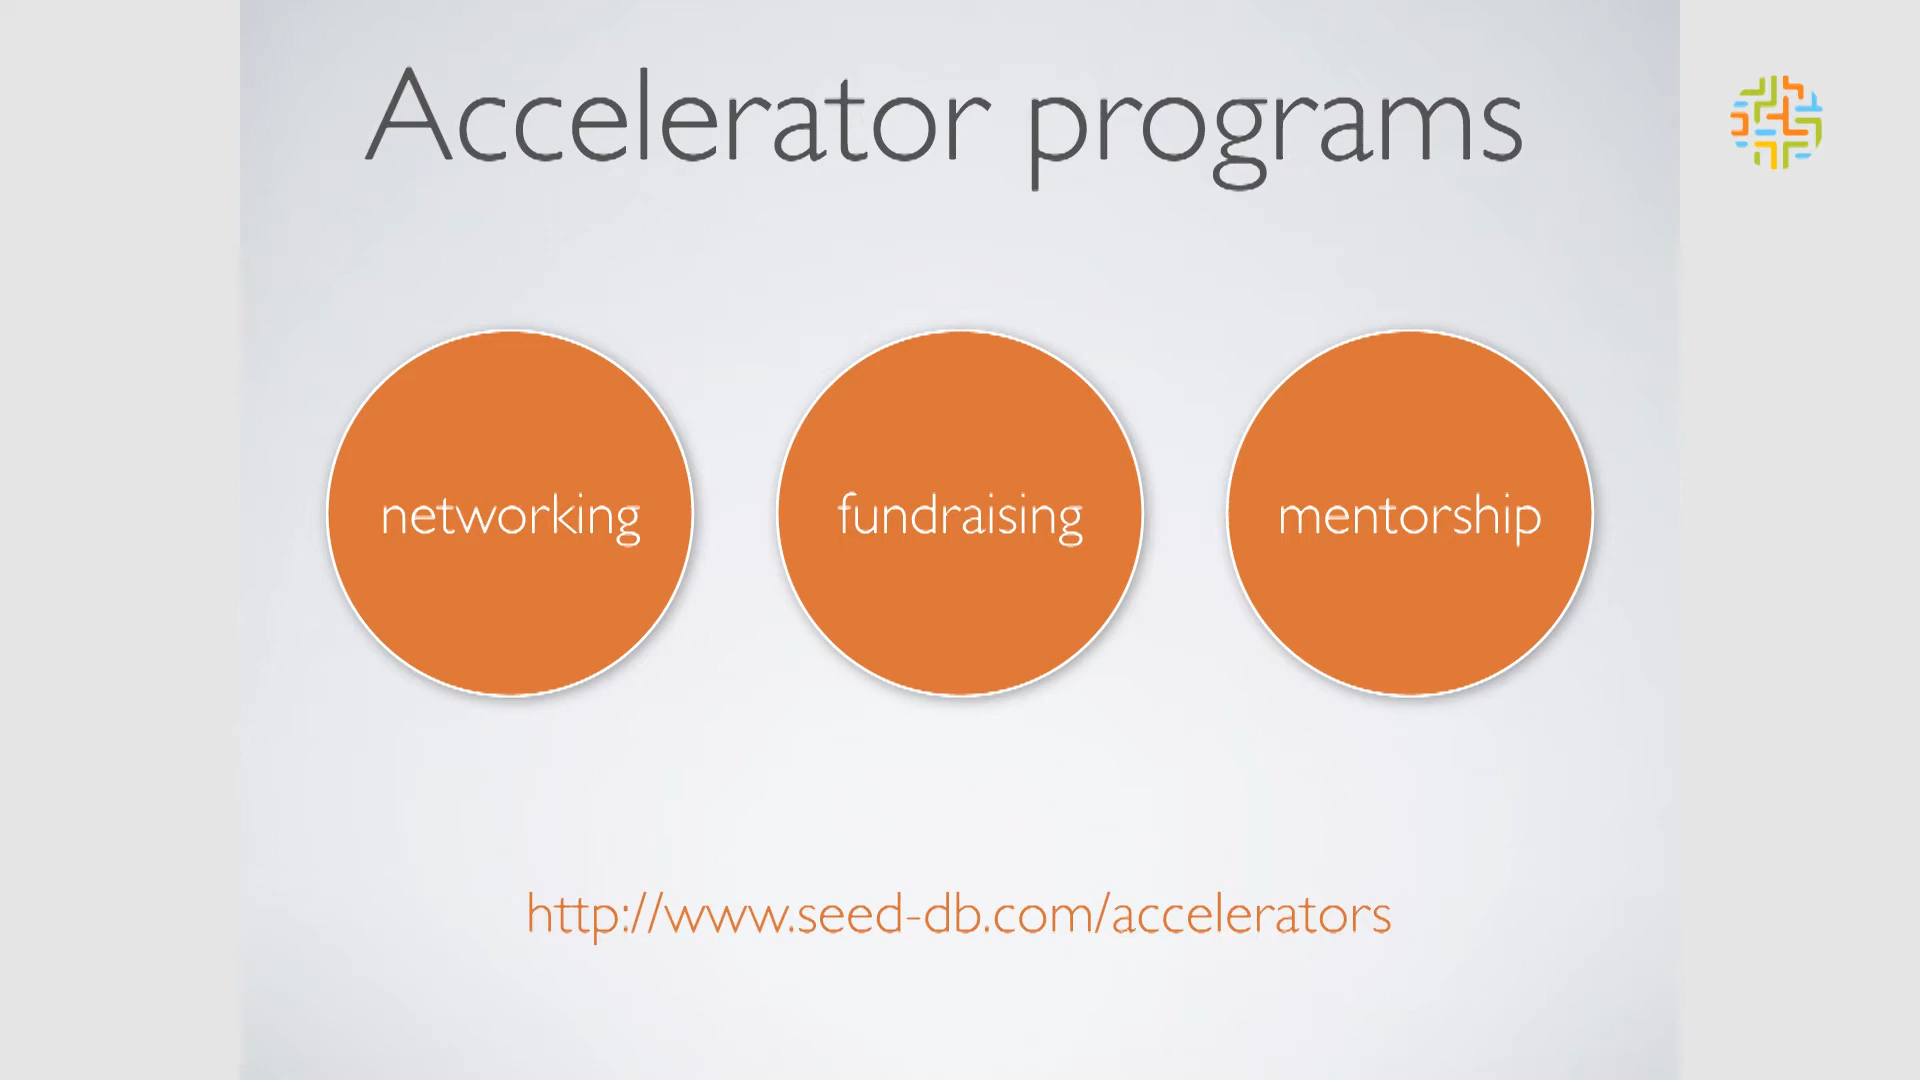 Accelerator programs
networking
fundraising
mentorship
http://www.seed-db.com/accelerators